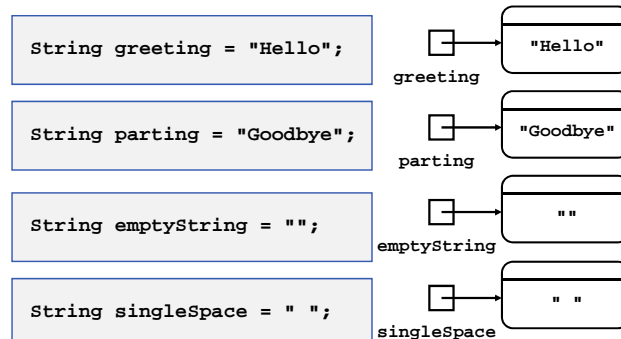 String greeting = "Hello";
"Hello"
greeting
String parting = "Goodbye";
"Goodbye"
parting
String emptyString = "";
""
emptyString
String singleSpace = " ";
" "
singleSpace